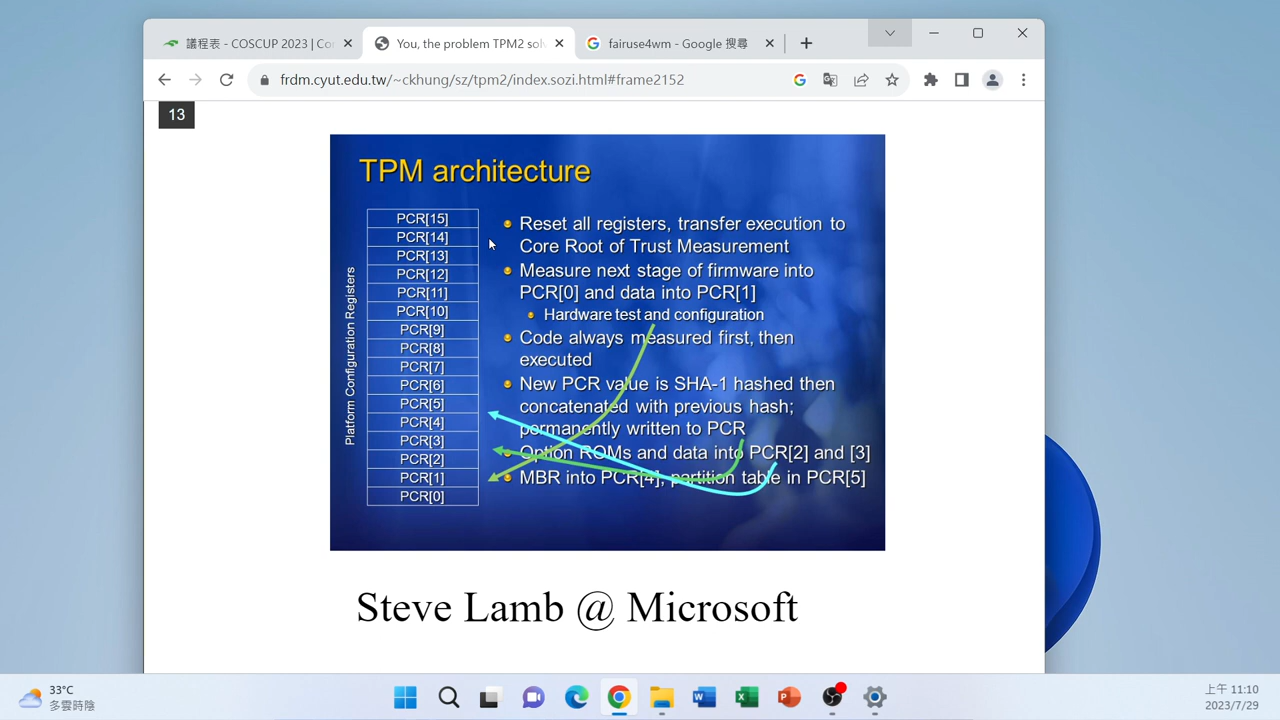 議程表 - COSCUP 2023 | Co
You, the problem TPM2 sol
fairuse4wm - Google 搜尋
frdm.cyut.edu.tw/~ckhung/sz/tpm2/index.sozi.html#frame2152
13
TPM architecture
Platform Configuration Registers
PCR[15]
PCR[14]
PCR[13]
PCR[12]
PCR[11]
PCR[10]
PCR[9]
PCR[8]
PCR[7]
PCR[6]
PCR[5]
PCR[4]
PCR[3]
PCR[2]
PCR[1]
PCR[0]
Reset all registers, transfer execution to
Core Root of Trust Measurement
Measure next stage of firmware into
PCR[0] and data into PCR[1]
Hardware test and configuration
Code always measured first, then
executed
New PCR value is SHA-1 hashed then
concatenated with previous hash;
permanently written to PCR
Option ROMs and data into PCR[2] and [3]
MBR into PCR[4], partition table in PCR[5]
Steve Lamb @ Microsoft
33°C
多雲時陰
上午 11:10
2023/7/29